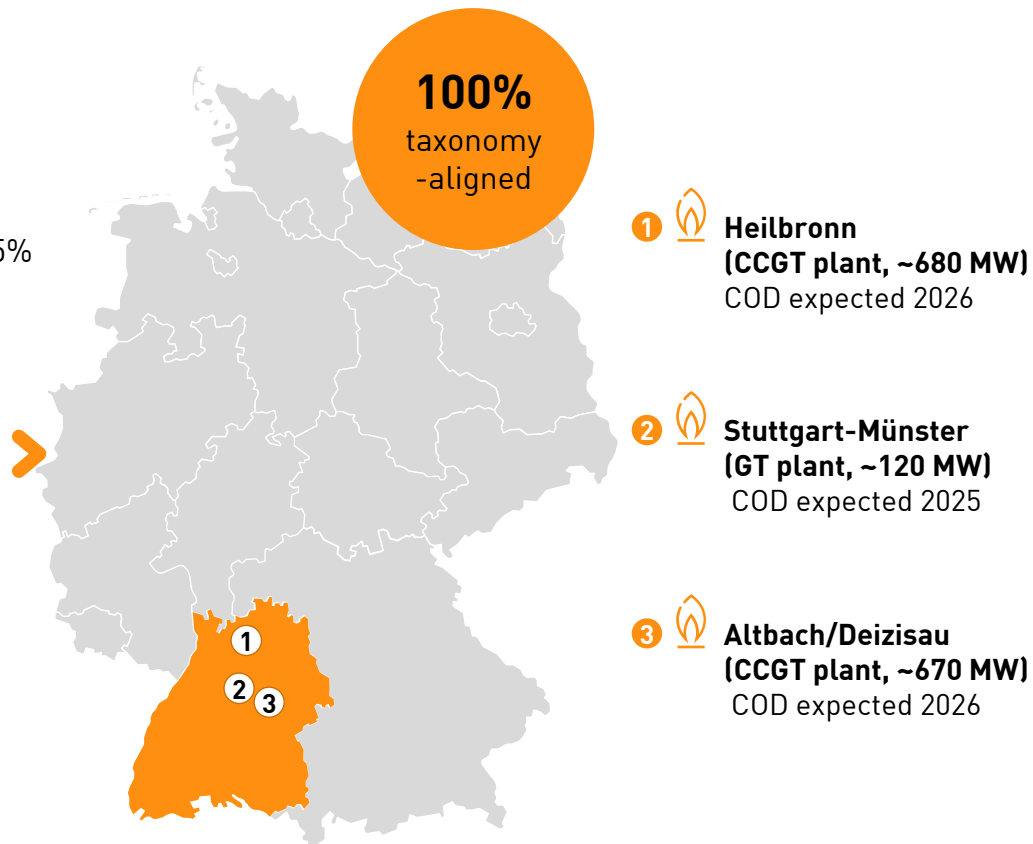 100%
taxonomy
-aligned
5%
1 Heilbronn
(CCGT plant, ~680 MW)
COD expected 2026
2 Stuttgart-Münster
(GT plant, ~120 MW)
COD expected 2025
3 Altbach/Deizisau
(CCGT plant, ~670 MW)
COD expected 2026
1
2
3